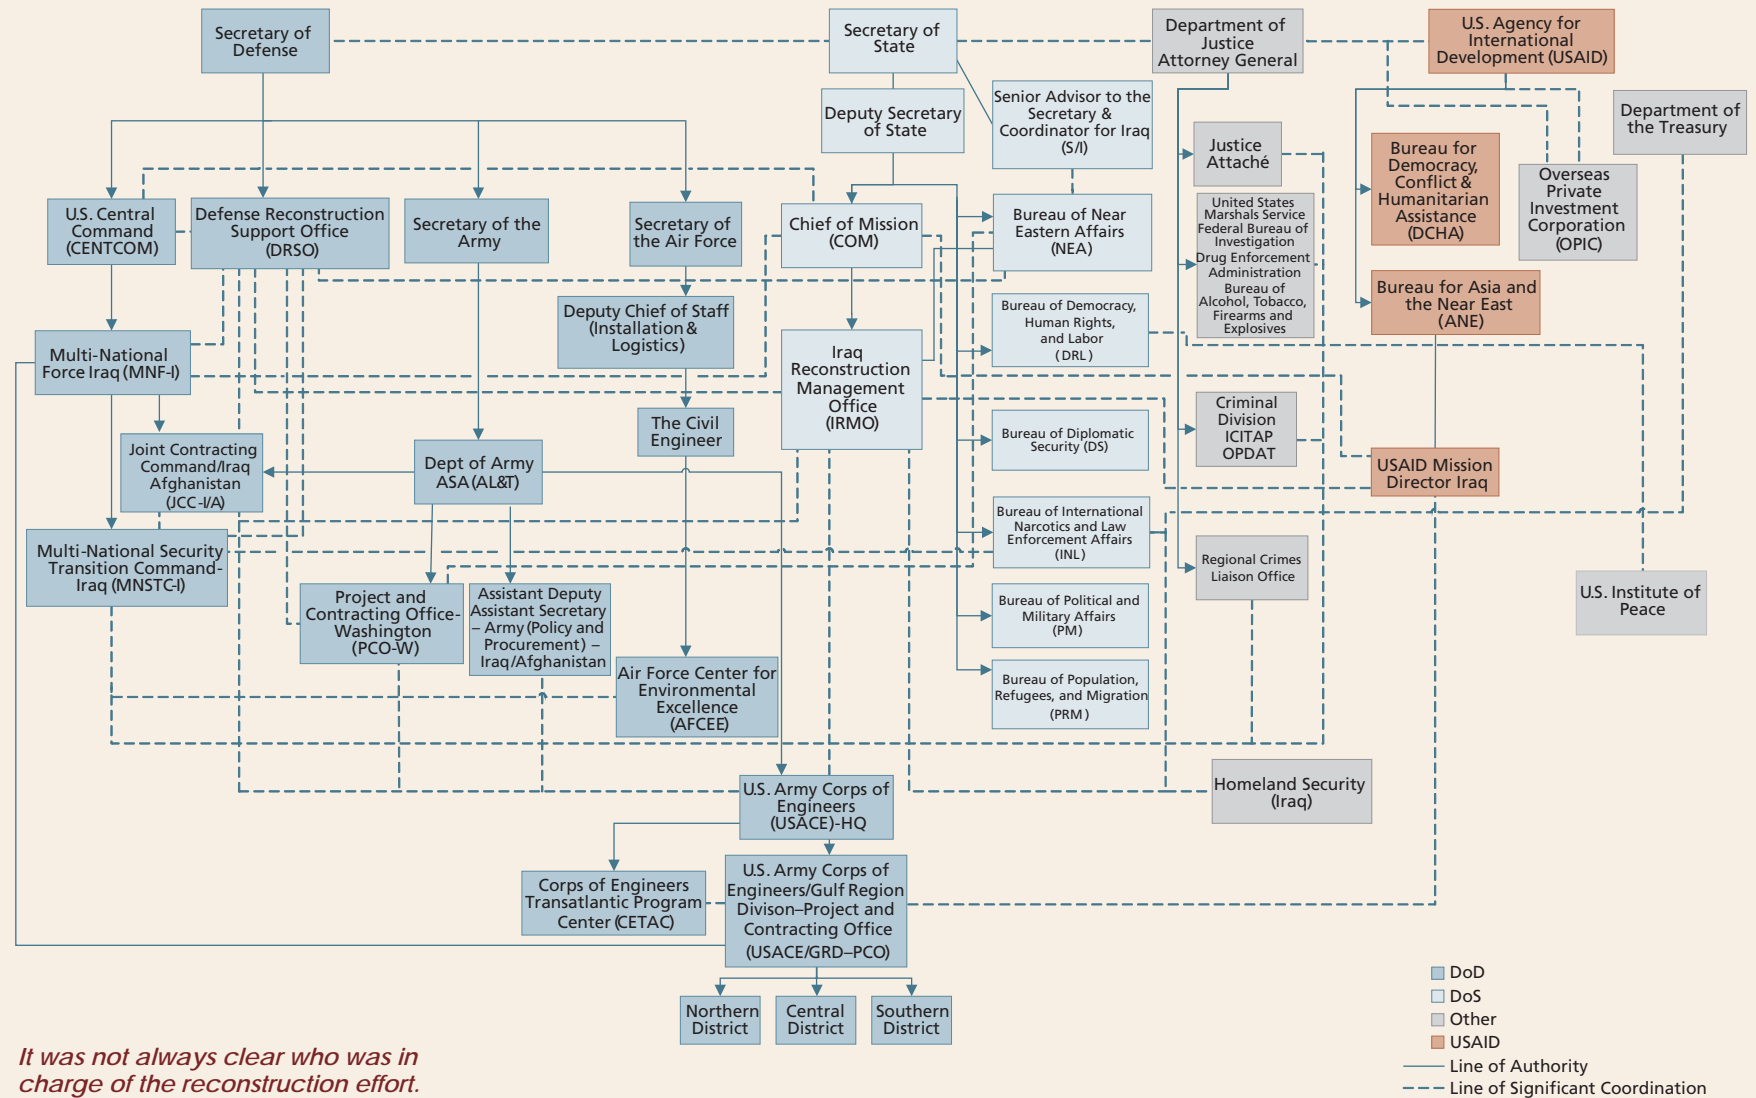 Secretary of
Defense
Secretary of
State
Department of
Justice
Attorney General
U.S. Agency for
International
Development (USAID)
Deputy Secretary
of State
Senior Advisor to the
Secretary &
Coordinator for Iraq
(S/I)
Department of
the Treasury
Justice
Attaché
Bureau for
Democracy,
Conflict &
Humanitarian
Assistance
(DCHA)
Overseas
Private
Investment
Corporation
(OPIC)
U.S. Central
Command
(CENTCOM)
Defense Reconstruction
Support Office
(DRSO)
Secretary of the
Army
Secretary of
the Air Force
Chief of Mission
(COM)
Bureau of Near
Eastern Affairs
(NEA)
United States
Marshals Service
Federal Bureau of
Investigation
Drug Enforcement
Administration
Bureau of
Alcohol, Tobacco,
Firearms and
Explosives
Bureau for Asia and
the Near East
(ANE)
Deputy Chief of Staff
(Installation &
Logistics)
Bureau of Democracy,
Human Rights,
and Labor
(DRL)
Multi-National
Force Iraq (MNF-I)
Iraq
Reconstruction
Management
Office
(IRMO)
The Civil
Engineer
Bureau of Diplomatic
Security (DS)
Criminal
Division
ICITAP
OPDAT
USAID Mission
Director Iraq
Joint Contracting
Command/Iraq
Afghanistan
(JCC-I/A)
Dept of Army
ASA (AL&T)
Bureau of International
Narcotics and Law
Enforcement Affairs
(INL)
Multi-National Security
Transition Command-
Iraq (MNSTC-I)
Regional Crimes
Liaison Office
U.S. Institute of
Peace
Project and
Contracting Office-
Washington
(PCO-W)
Assistant Deputy
Assistant Secretary
– Army (Policy and
Procurement) –
Iraq/Afghanistan
Bureau of Political and
Military Affairs
(PM)
Air Force Center for
Environmental
Excellence
(AFCEE)
Bureau of Population,
Refugees, and Migration
(PRM)
U.S. Army Corps of
Engineers
(USACE)-HQ
Homeland Security
(Iraq)
Corps of Engineers
Transatlantic Program
Center (CETAC)
U.S. Army Corps of
Engineers/Gulf Region
Divison–Project and
Contracting Office
(USACE/GRD–PCO)
Northern
District
Central
District
Southern
District
DoD
DoS
Other
USAID
Line of Authority
Line of Significant Coordination
It was not always clear who was in
charge of the reconstruction effort.